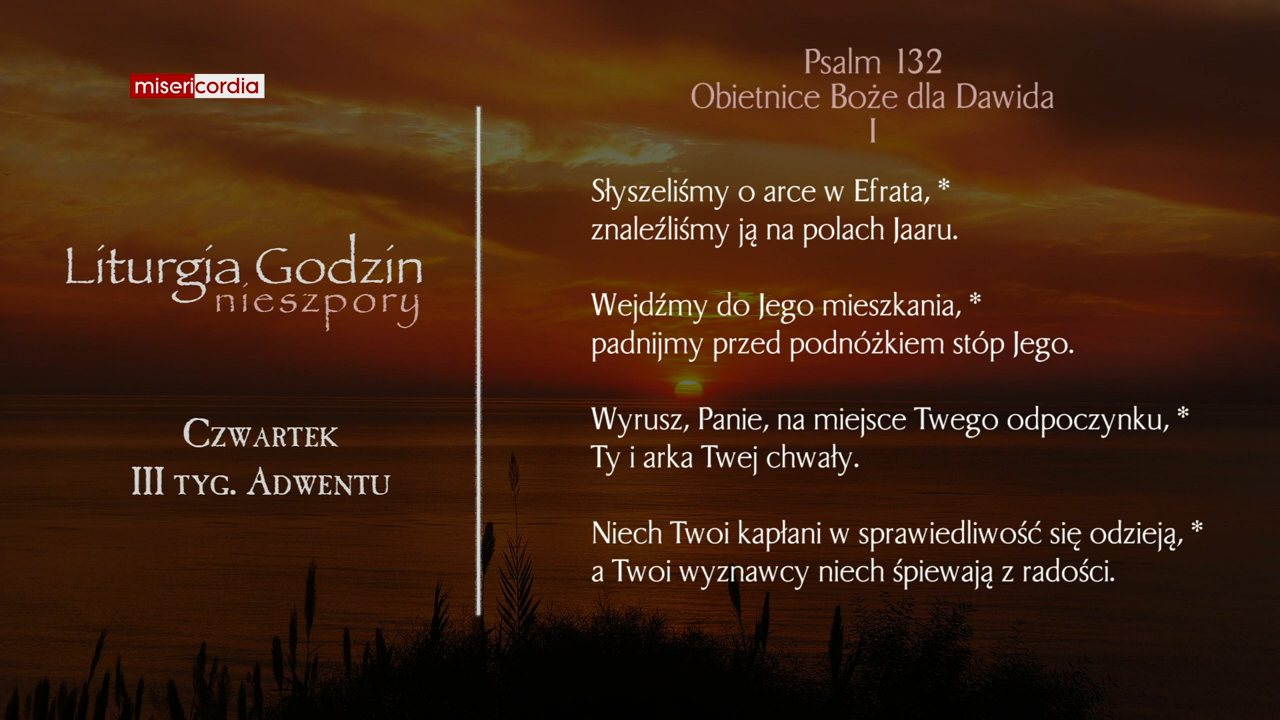 misericordia
Liturgia Godzin
nieszpory
Czwartek
III tyg. Adwentu
Psalm 132
Obietnice Boże dla Dawida
I
Słyszeliśmy o arce w Efrata, *
znaleźliśmy ją na polach Jaaru.
Wejdźmy do Jego mieszkania, *
padnijmy przed podnóżkiem stóp Jego.
Wyrusz, Panie, na miejsce Twego odpoczynku, *
Ty i arka Twej chwały.
Niech Twoi kapłani w sprawiedliwość się odzieją, *
a Twoi wyznawcy niech śpiewają z radości.